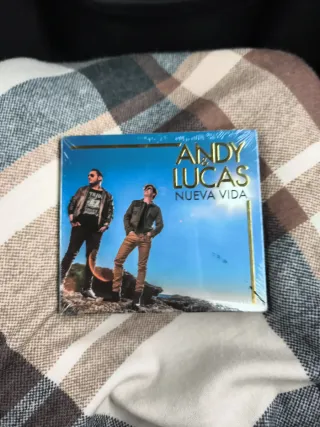 ANDY
& LUCAS
NUEVA VIDA